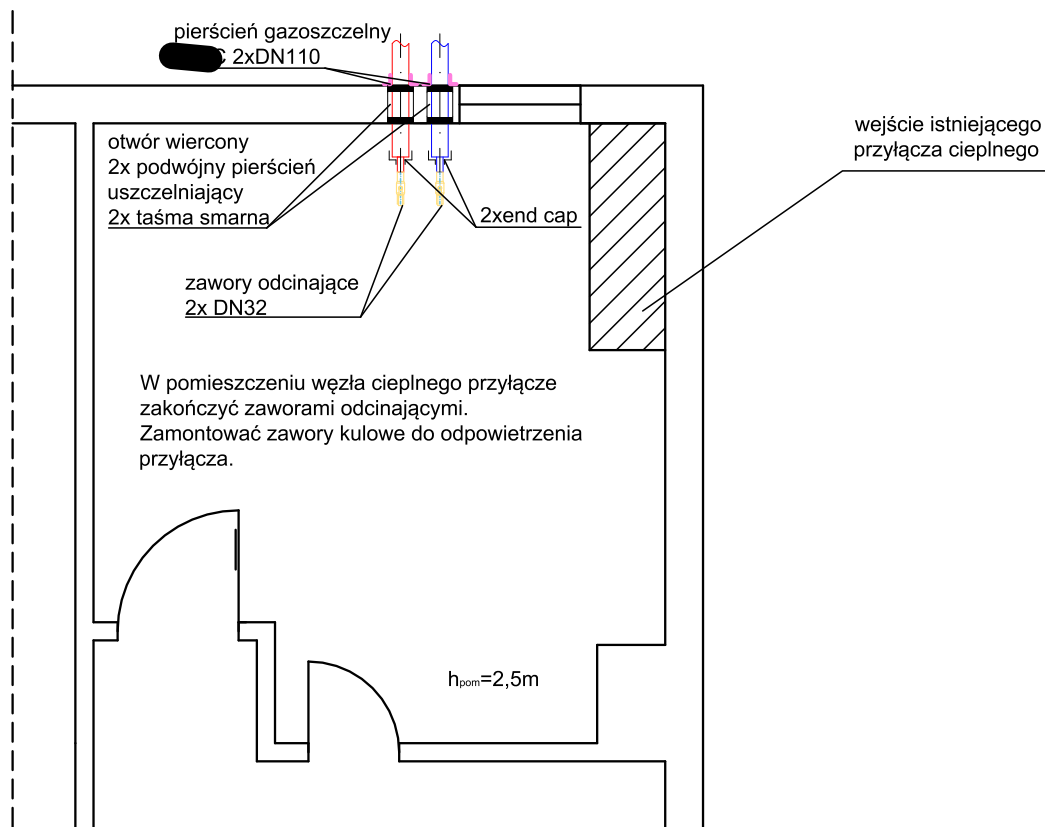 pierścień gazoszczelny
2xDN110
otwór wiercony
2x podwójny pierścień
uszczelniający
2x taśma smarna
2xend cap
zawory odcinające
2x DN32
wejście istniejącego
przyłącza cieplnego
W pomieszczeniu węzła cieplnego przyłącze
zakończyć zaworami odcinającymi.
Zamontować zawory kulowe do odpowietrzenia
przyłącza.
hpom=2,5m